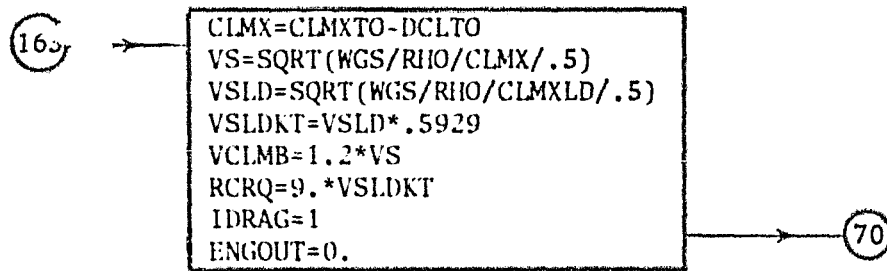 CLMX=CLMXTO-DCLTO
VS=SQRT(WGS/RHO/CLMX/.5)
VSLD=SQRT(WGS/RHO/CLMXLD/.5)
VSLDKT=VSLD*.5929
VCLMB=1.2*VS
RCRQ=9.*VSLDKT
IDRAG=1
ENGOUT=0.
70